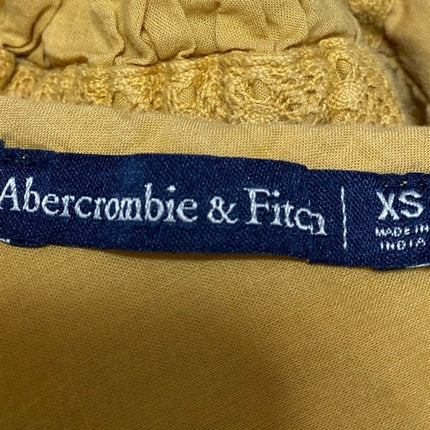 Abercrombie & Fitch
XS
MADE IN
INDIA